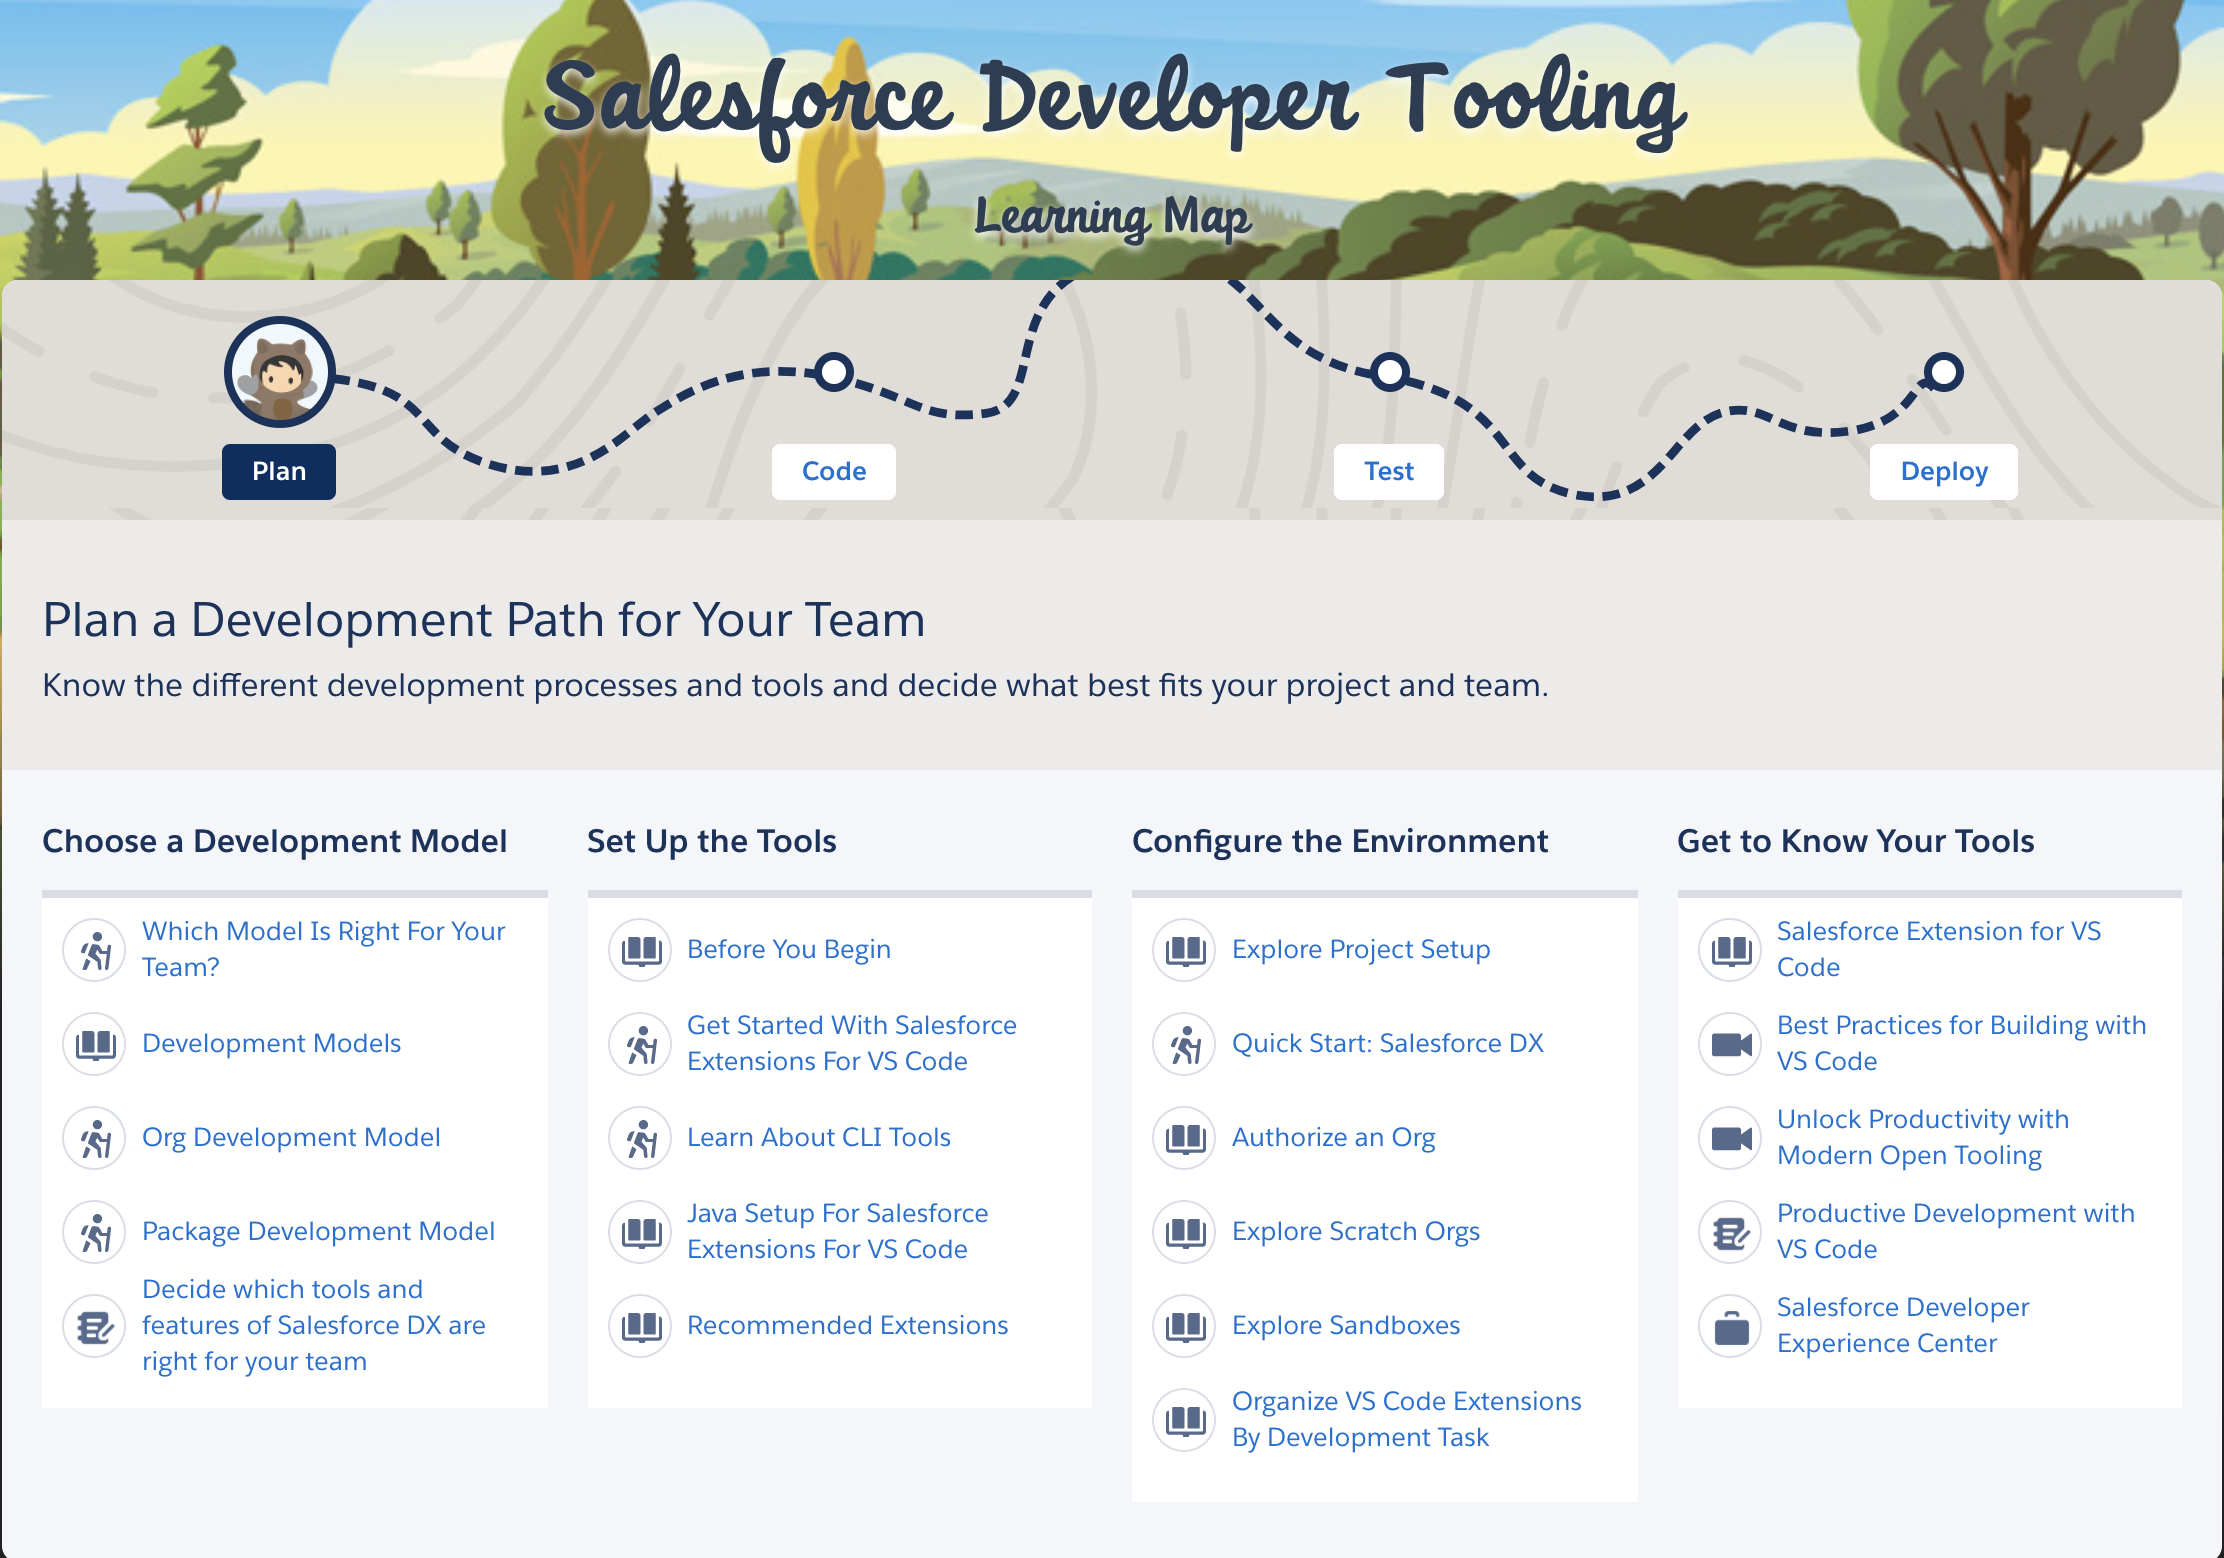 Salesforce Developer Tooling
Learning Map
Plan
Code
Test
Deploy
Plan a Development Path for Your Team
Know the different development processes and tools and decide what best fits your project and team.
Choose a Development Model
Which Model Is Right For Your
Team?
Development Models
Org Development Model
Package Development Model
Decide which tools and
features of Salesforce DX are
right for your team
Set Up the Tools
Before You Begin
Get Started With Salesforce
Extensions For VS Code
Learn About CLI Tools
Java Setup For Salesforce
Extensions For VS Code
Recommended Extensions
Configure the Environment
Explore Project Setup
Quick Start: Salesforce DX
Authorize an Org
Explore Scratch Orgs
Explore Sandboxes
Organize VS Code Extensions
By Development Task
Get to Know Your Tools
Salesforce Extension for VS
Code
Best Practices for Building with
VS Code
Unlock Productivity with
Modern Open Tooling
Productive Development with
VS Code
Salesforce Developer
Experience Center